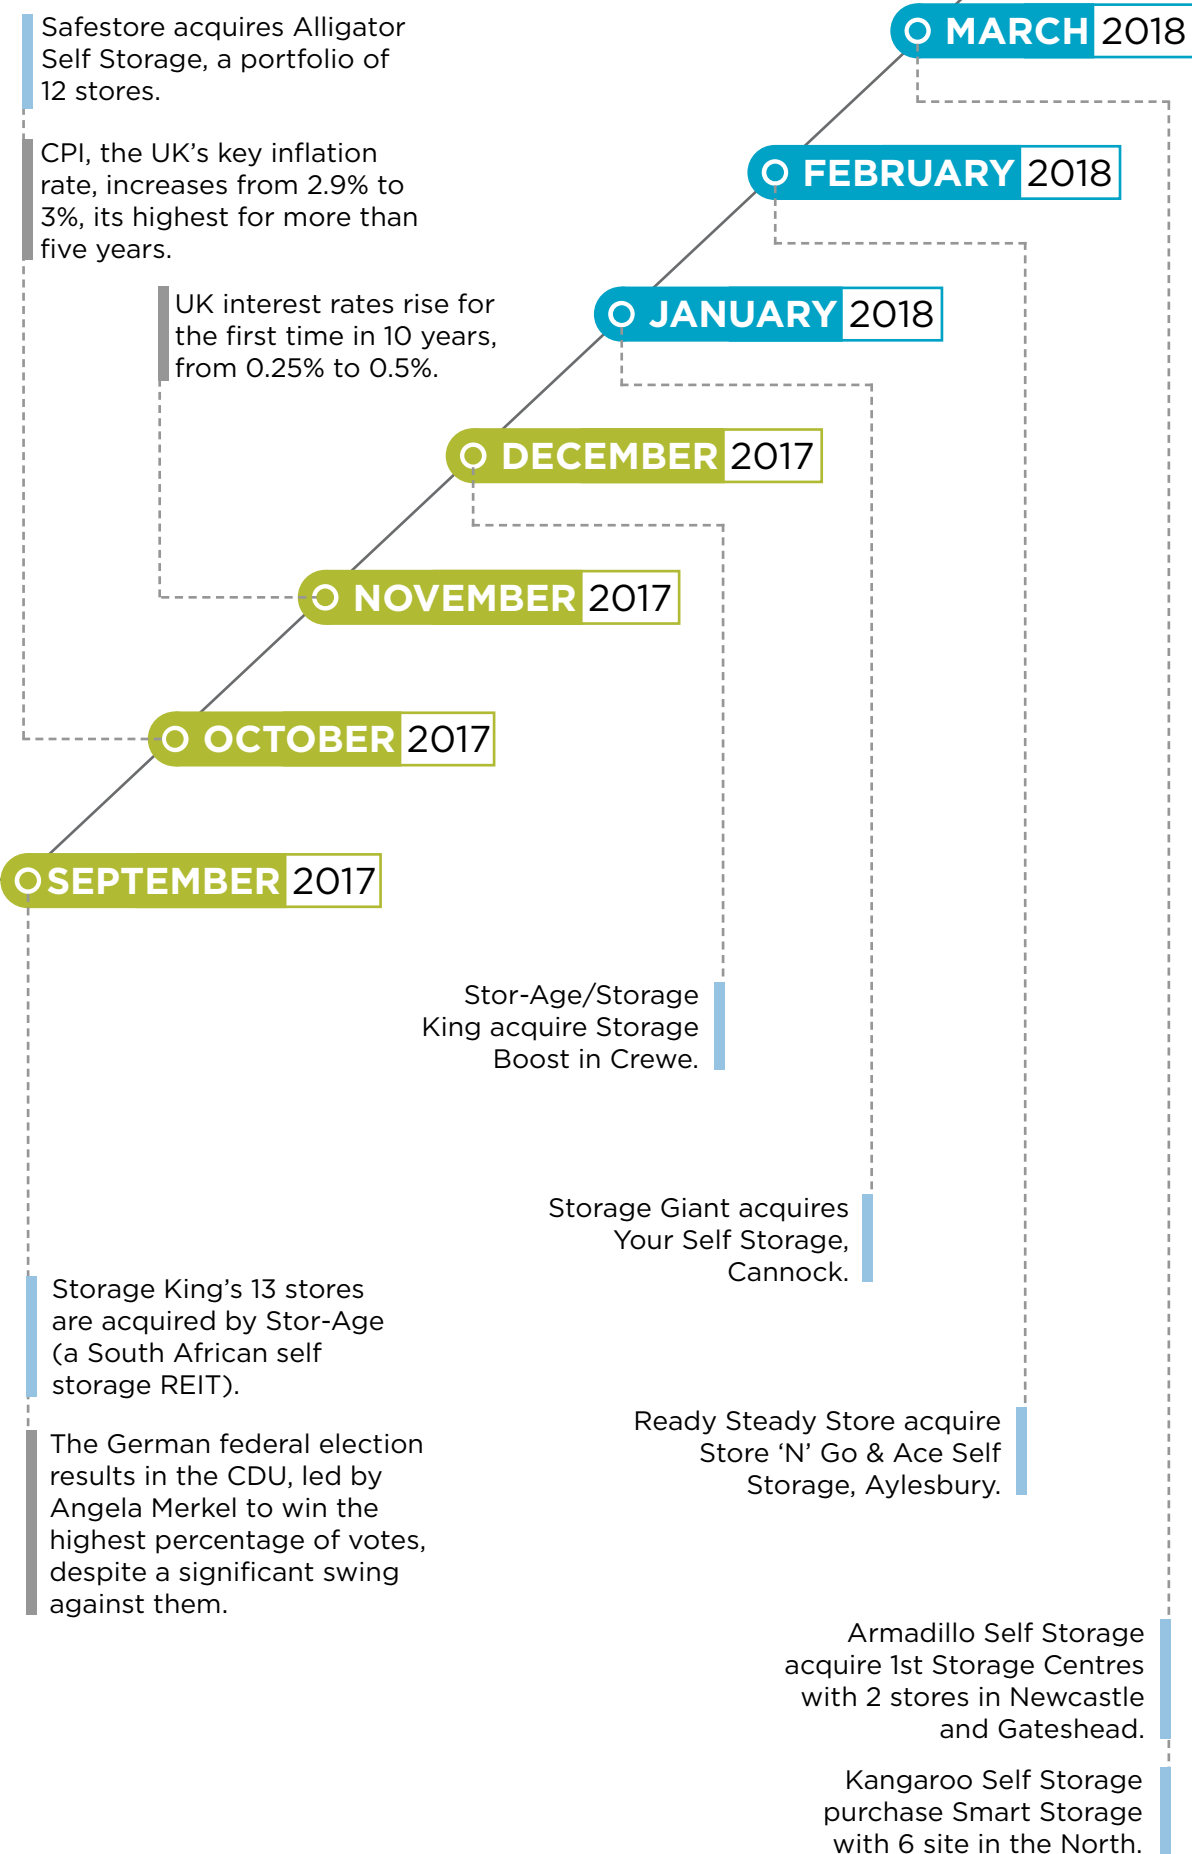 Safestore acquires Alligator
Self Storage, a portfolio of
12 stores.
CPI, the UK's key inflation
rate, increases from 2.9% to
3%, its highest for more than
five years.
UK interest rates rise for
the first time in 10 years,
from 0.25% to 0.5%.
MARCH 2018
FEBRUARY 2018
JANUARY 2018
DECEMBER 2017
NOVEMBER 2017
OCTOBER 2017
SEPTEMBER 2017
Stor-Age/Storage
King acquire Storage
Boost in Crewe.
Storage Giant acquires
Your Self Storage,
Cannock.
Storage King's 13 stores
are acquired by Stor-Age
(a South African self
storage REIT).
The German federal election
results in the CDU, led by
Angela Merkel to win the
highest percentage of votes,
despite a significant swing
against them.
Ready Steady Store acquire
Store ‘N’ Go & Ace Self
Storage, Aylesbury.
Armadillo Self Storage
acquire 1st Storage Centres
with 2 stores in Newcastle
and Gateshead.
Kangaroo Self Storage
purchase Smart Storage
with 6 site in the North.